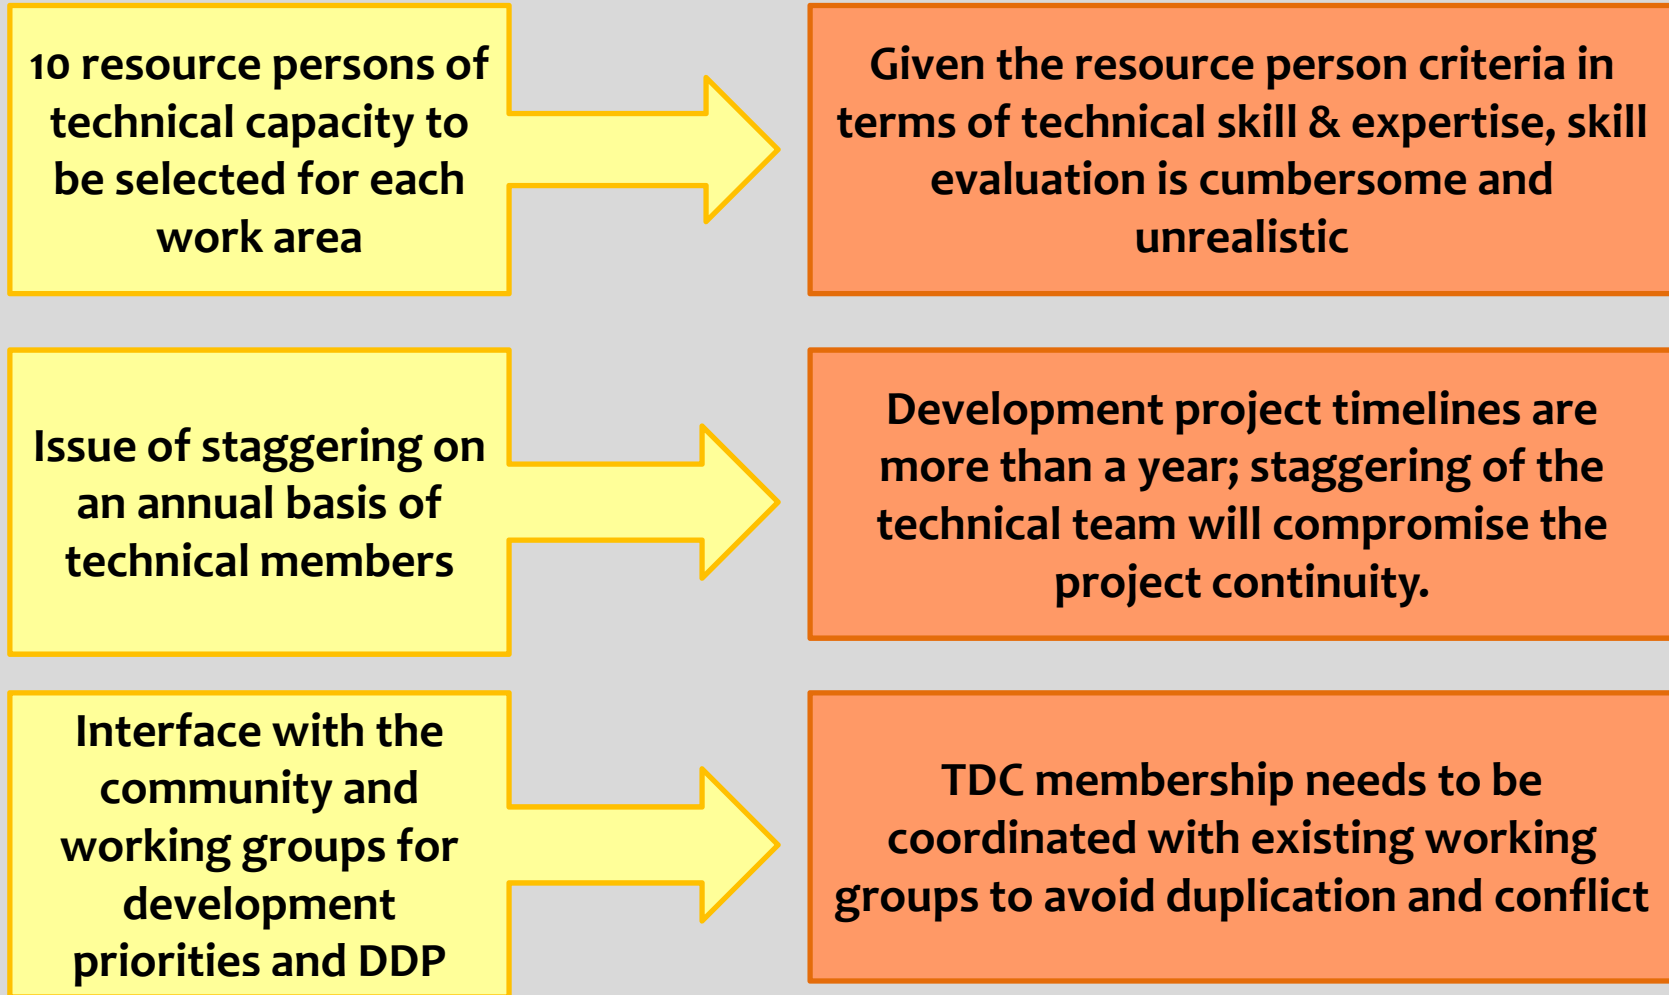 10 resource persons of
technical capacity to
be selected for each
work area
Given the resource person criteria in
terms of technical skill & expertise, skill
evaluation is cumbersome and
unrealistic
Issue of staggering on
an annual basis of
technical members
Development project timelines are
more than a year; staggering of the
technical team will compromise the
project continuity.
Interface with the
community and
working groups for
development
priorities and DDP
TDC membership needs to be
coordinated with existing working
groups to avoid duplication and conflict